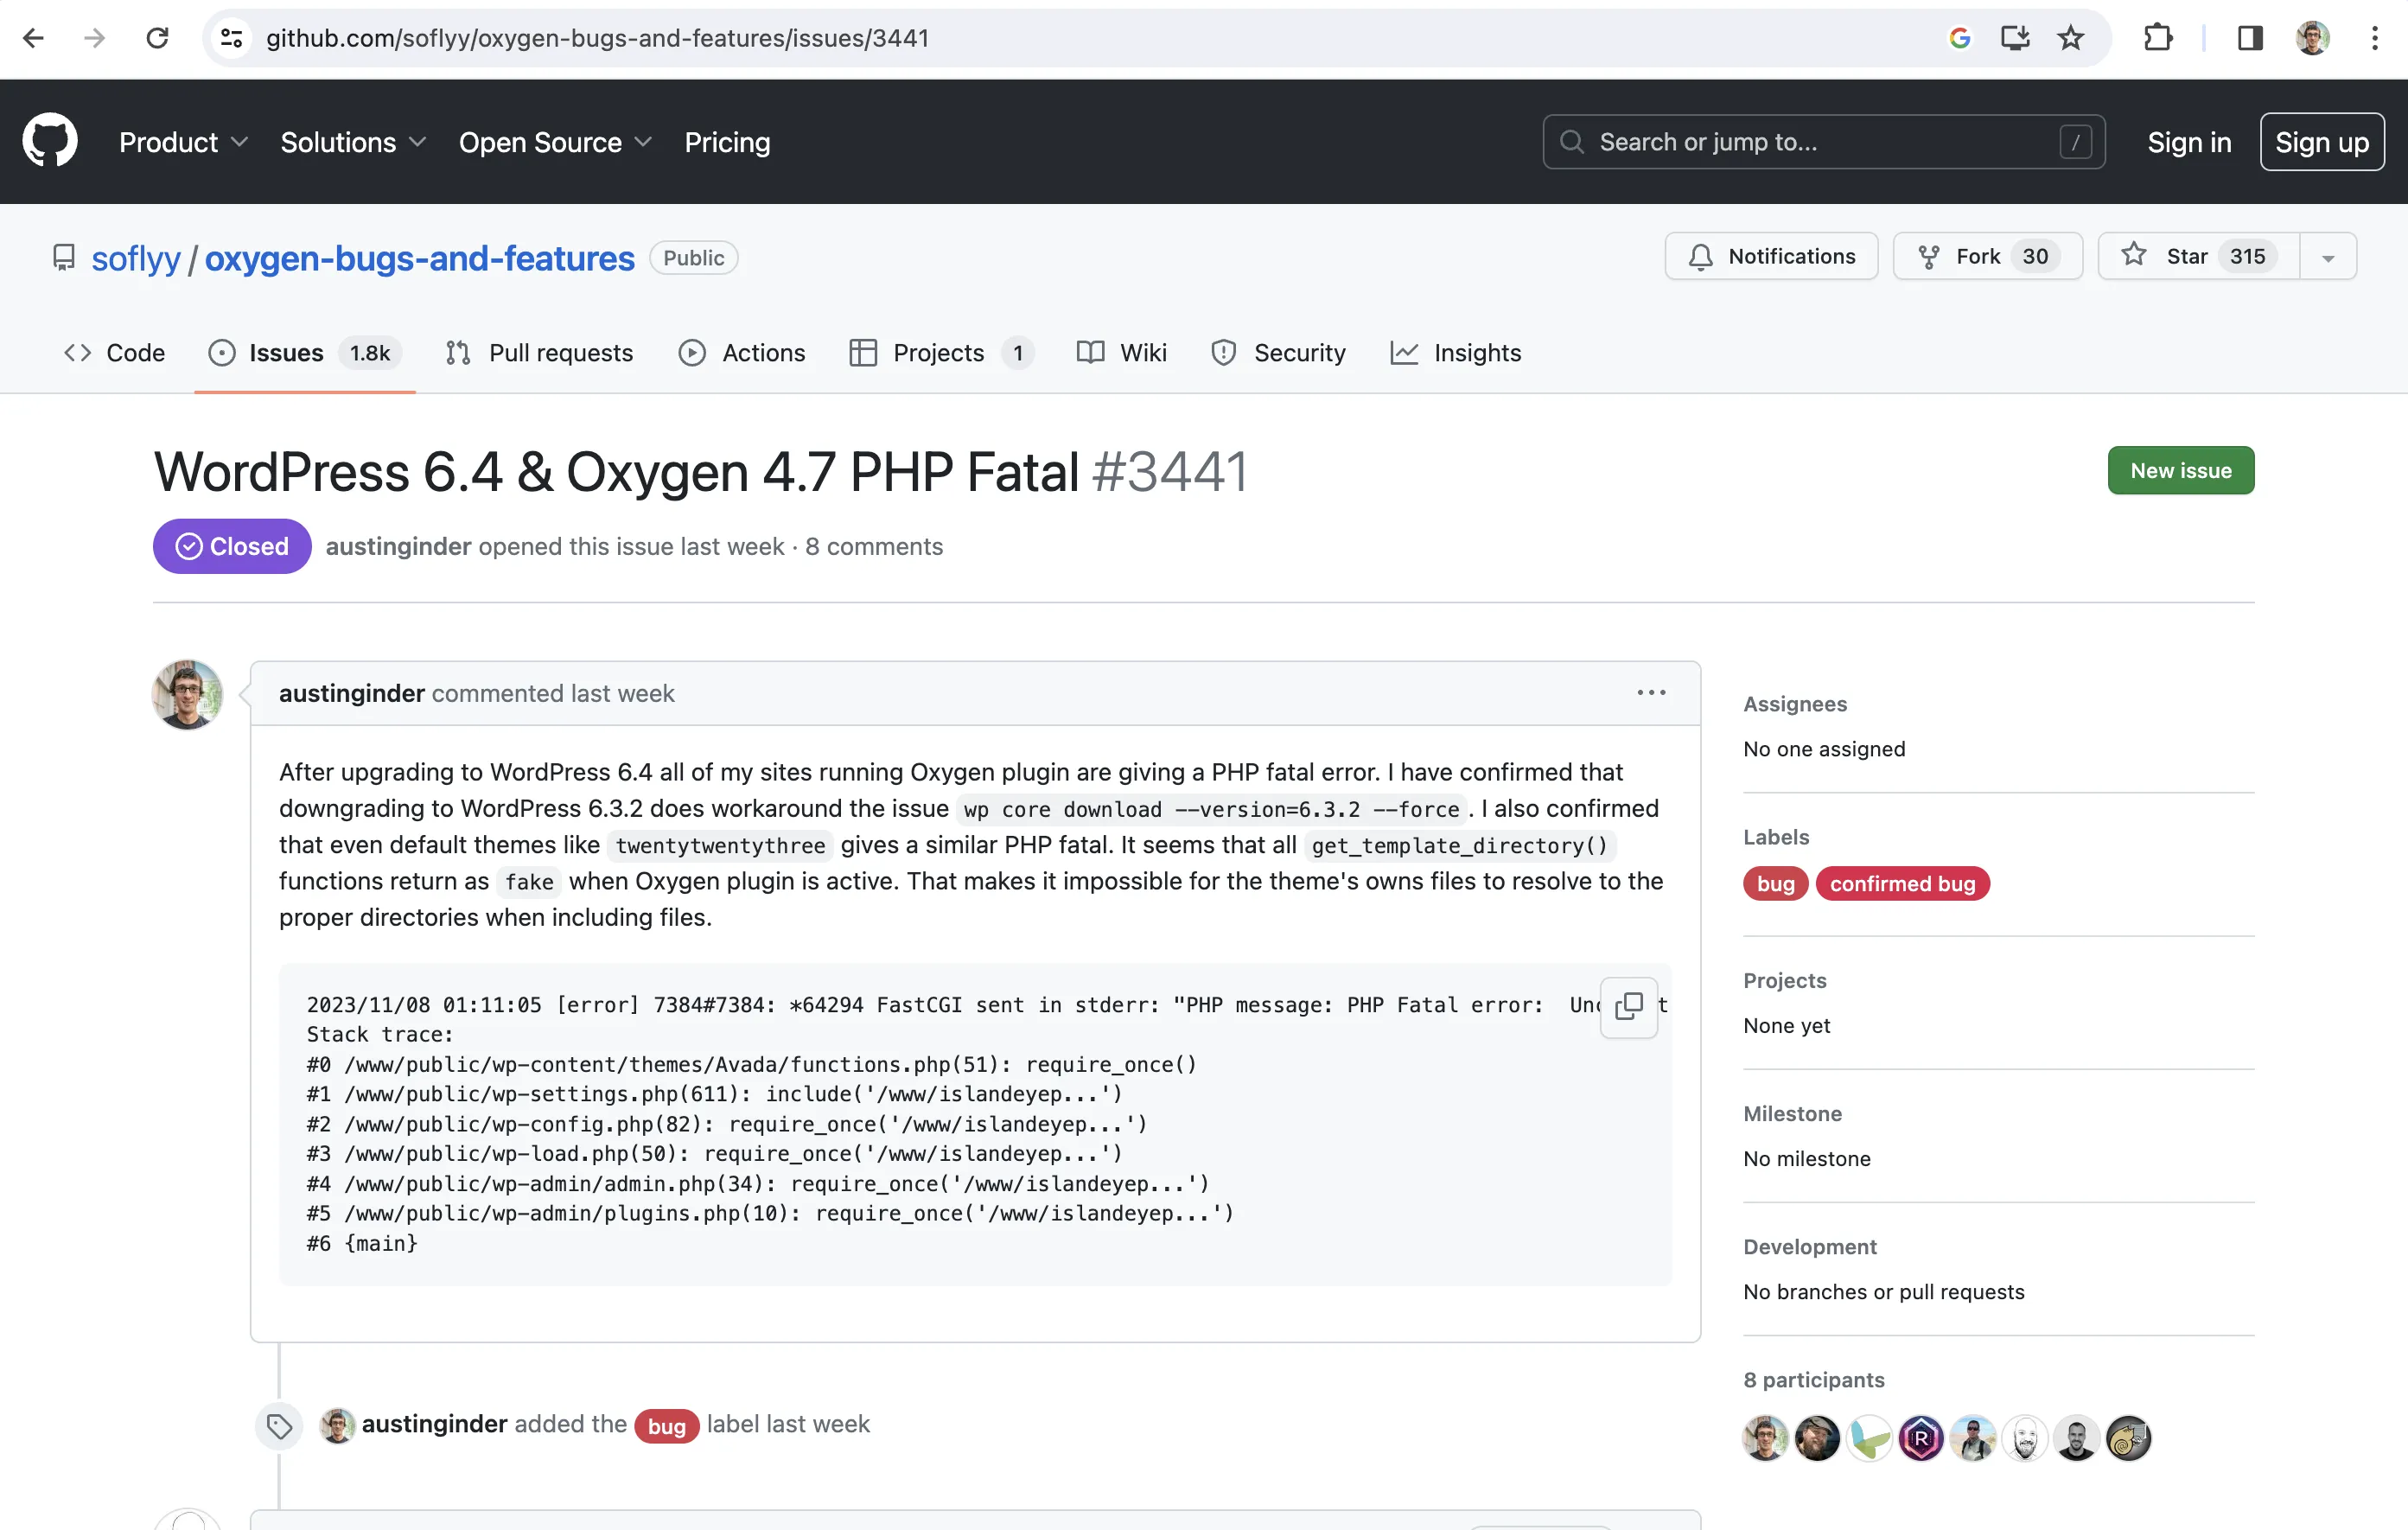 github.com/soflyy/oxygen-bugs-and-features/issues/3441
Product Solutions Open Source Pricing Search or jump to... / Sign in Sign up
soflyy / oxygen-bugs-and-features Public Notifications Fork 30 Star 315
Code Issues 1.8k Pull requests Actions Projects 1 Wiki Security Insights
WordPress 6.4 & Oxygen 4.7 PHP Fatal #3441 New issue
Closed austinginder opened this issue last week · 8 comments
austinginder commented last week
After upgrading to WordPress 6.4 all of my sites running Oxygen plugin are giving a PHP fatal error. I have confirmed that
downgrading to WordPress 6.3.2 does workaround the issue wp core download --version=6.3.2 --force. I also confirmed
that even default themes like twentytwentythree gives a similar PHP fatal. It seems that all get_template_directory()
functions return as fake when Oxygen plugin is active. That makes it impossible for the theme's owns files to resolve to the
proper directories when including files.
2023/11/08 01:11:05 [error] 7384#7384: *64294 FastCGI sent in stderr: "PHP message: PHP Fatal error:
Stack trace:
#0 /www/public/wp-content/themes/Avada/functions.php(51): require_once()
#1 /www/public/wp-settings.php(611): include('/www/islandeyep...')
#2 /www/public/wp-config.php(82): require_once('/www/islandeyep...')
#3 /www/public/wp-load.php(50): require_once('/www/islandeyep...')
#4 /www/public/wp-admin/admin.php(34): require_once('/www/islandeyep...')
#5 /www/public/wp-admin/plugins.php(10): require_once('/www/islandeyep...')
#6 {main}
austinginder added the bug label last week
Assignees
No one assigned
Labels
bug confirmed bug
Projects
None yet
Milestone
No milestone
Development
No branches or pull requests
8 participants
R